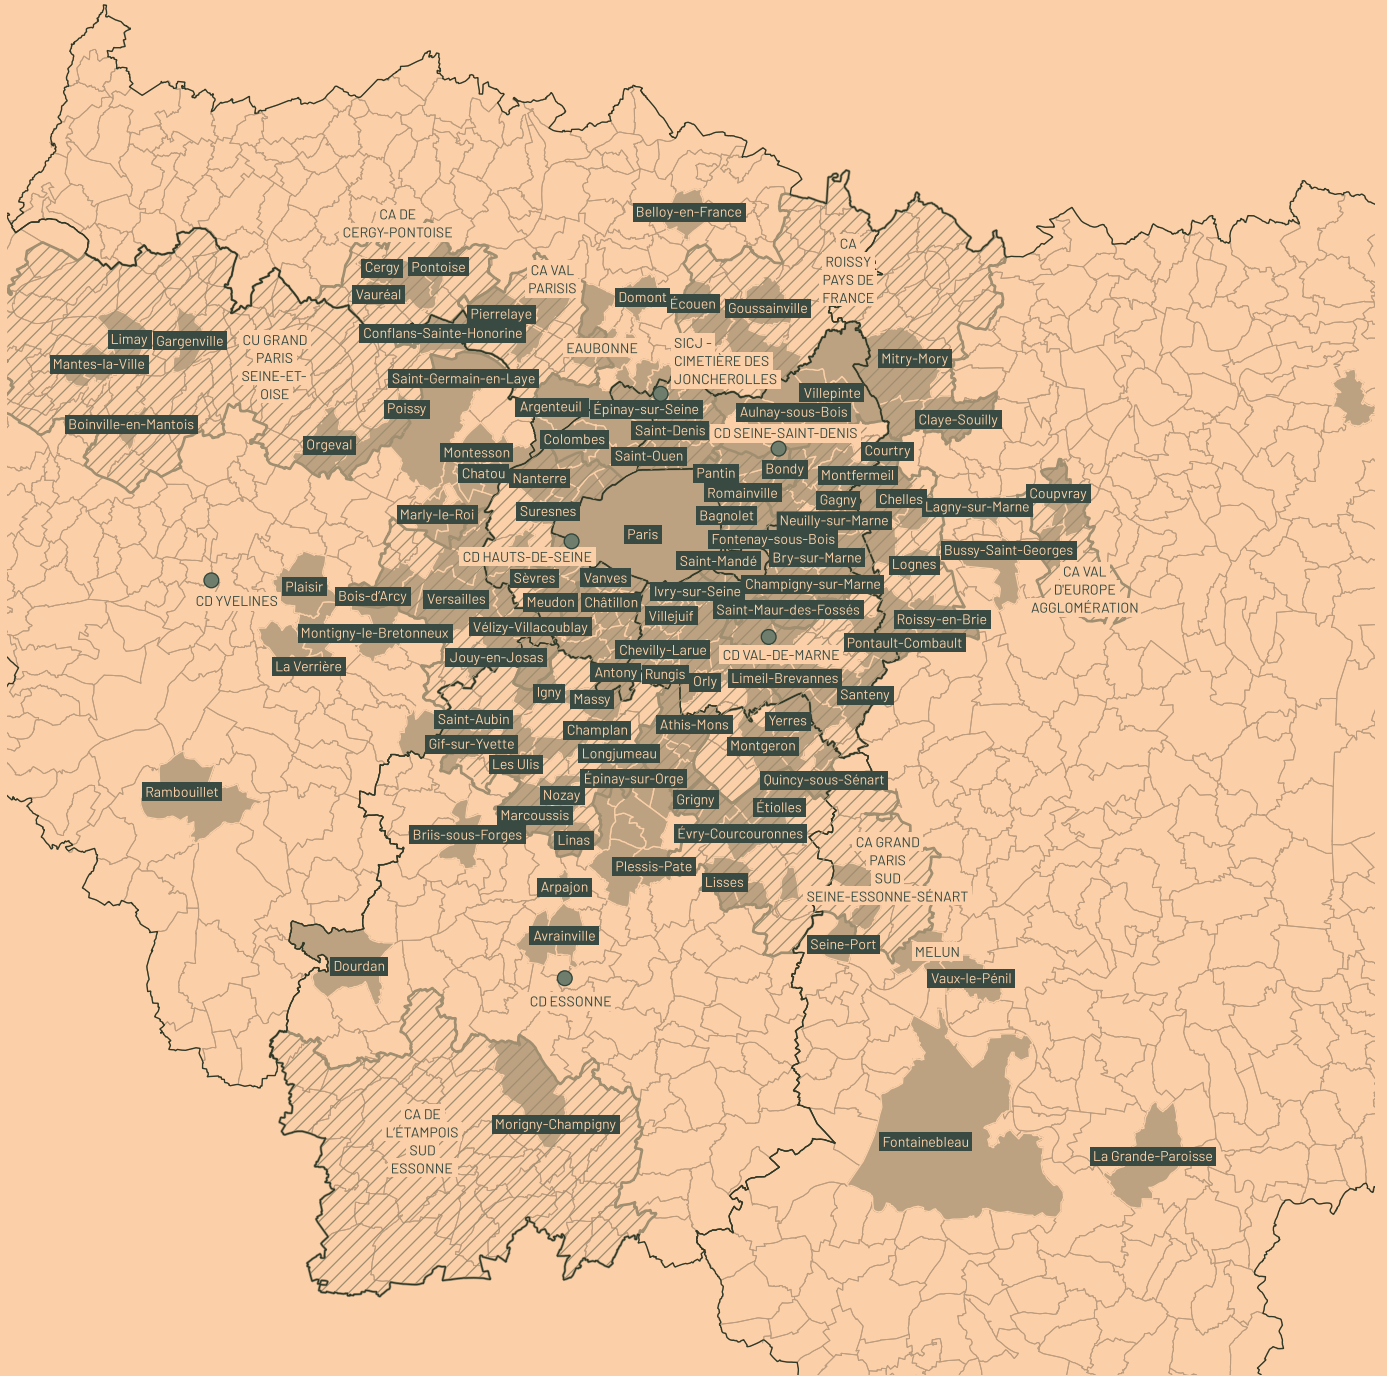 Belloy-en-France
CA DE
CERGY-PONTOISE
CA
ROISSY
PAYS DE
FRANCE
Cergy
Pontoise
CA VAL
PARISIS
Vauréal
Domont
Écouen
Goussainville
Pierrelaye
Conflans-Sainte-Honorine
Limay
Gargenville
CU GRAND
PARIS
SEINE-ET-
OISE
EAUBONNE
SICJ -
CIMETIÈRE DES
JONCHEROLLES
Mitry-Mory
Mantes-la-Ville
Saint-Germain-en-Laye
Villepinte
Poissy
Argenteuil
Épinay-sur-Seine
Aulnay-sous-Bois
Claye-Souilly
Boinville-en-Mantois
Saint-Denis
CD SEINE-SAINT-DENIS
Orgeval
Colombes
Montesson
Saint-Ouen
Courtry
Chatou
Nanterre
Pantin
Bondy
Montfermeil
Romainville
Gagny
Chelles
Lagny-sur-Marne
Coupvray
Marly-le-Roi
Suresnes
Bagnolet
Neuilly-sur-Marne
Paris
Fontenay-sous-Bois
CD HAUTS-DE-SEINE
Saint-Mandé
Bry-sur-Marne
Bussy-Saint-Georges
Lognes
CA VAL
D'EUROPE
AGGLOMÉRATION
Sèvres
Vanves
Champigny-sur-Marne
Plaisir
Bois-d'Arcy
Ivry-sur-Seine
CD YVELINES
Versailles
Meudon
Châtillon
Saint-Maur-des-Fossés
Villejuif
Roissy-en-Brie
Montigny-le-Bretonneux
Vélizy-Villacoublay
Pontault-Combault
Chevilly-Larue
CD VAL-DE-MARNE
La Verrière
Jouy-en-Josas
Antony
Rungis
Orly
Limeil-Brevannes
Igny
Massy
Santeny
Saint-Aubin
Champlan
Athis-Mons
Yerres
Gif-sur-Yvette
Montgeron
Longjumeau
Les Ulis
Épinay-sur-Orge
Quincy-sous-Sénart
Rambouillet
Nozay
Grigny
Étiolles
Marcoussis
Briis-sous-Forges
Linas
Évry-Courcouronnes
CA GRAND
PARIS
SUD
SEINE-ESSONNE-SÉNART
Plessis-Pate
Lisses
Arpajon
Avrainville
Seine-Port
MELUN
Dourdan
Vaux-le-Pénil
CD ESSONNE
CA DE
L'ÉTAMPOIS
SUD
ESSONNE
Morigny-Champigny
Fontainebleau
La Grande-Paroisse